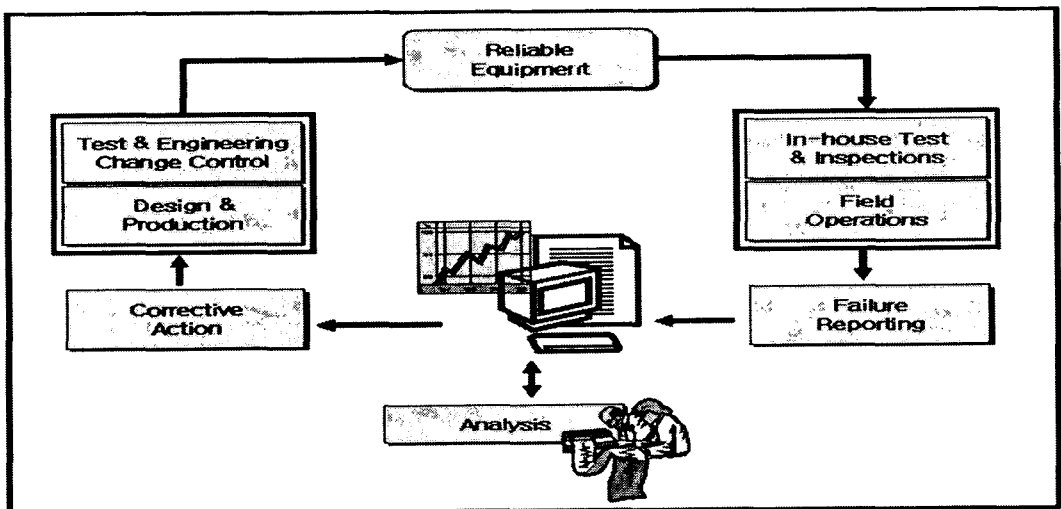 Reliable
Equipment
Test & Engineering
Change Control
Design &
Production
In-house Test
& Inspections
Field
Operations
Corrective
Action
Failure
Reporting
Analysis